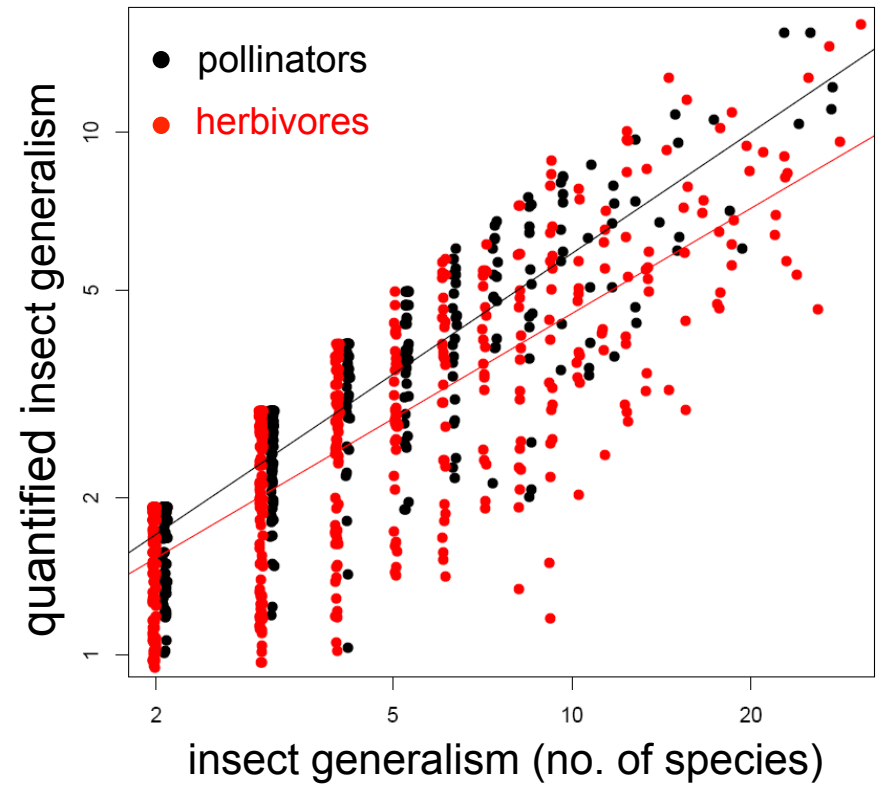 pollinators
herbivores
quantified insect generalism
10
5
2
1
2 5 10 20
insect generalism (no. of species)